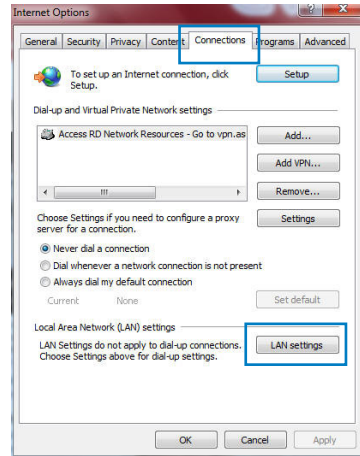 Internet Options
General Security Privacy Content Connections Programs Advanced
To set up an Internet connection, click
Setup.
Setup
Dial-up and Virtual Private Network settings
Access RD Network Resources - Go to vpn.as
Add...
Add VPN...
Remove...
Choose Settings if you need to configure a proxy
server for a connection.
Settings
Never dial a connection
Dial whenever a network connection is not present
Always dial my default connection
Current None
Set default
Local Area Network (LAN) settings
LAN Settings do not apply to dial-up connections.
Choose Settings above for dial-up settings.
LAN settings
OK Cancel Apply